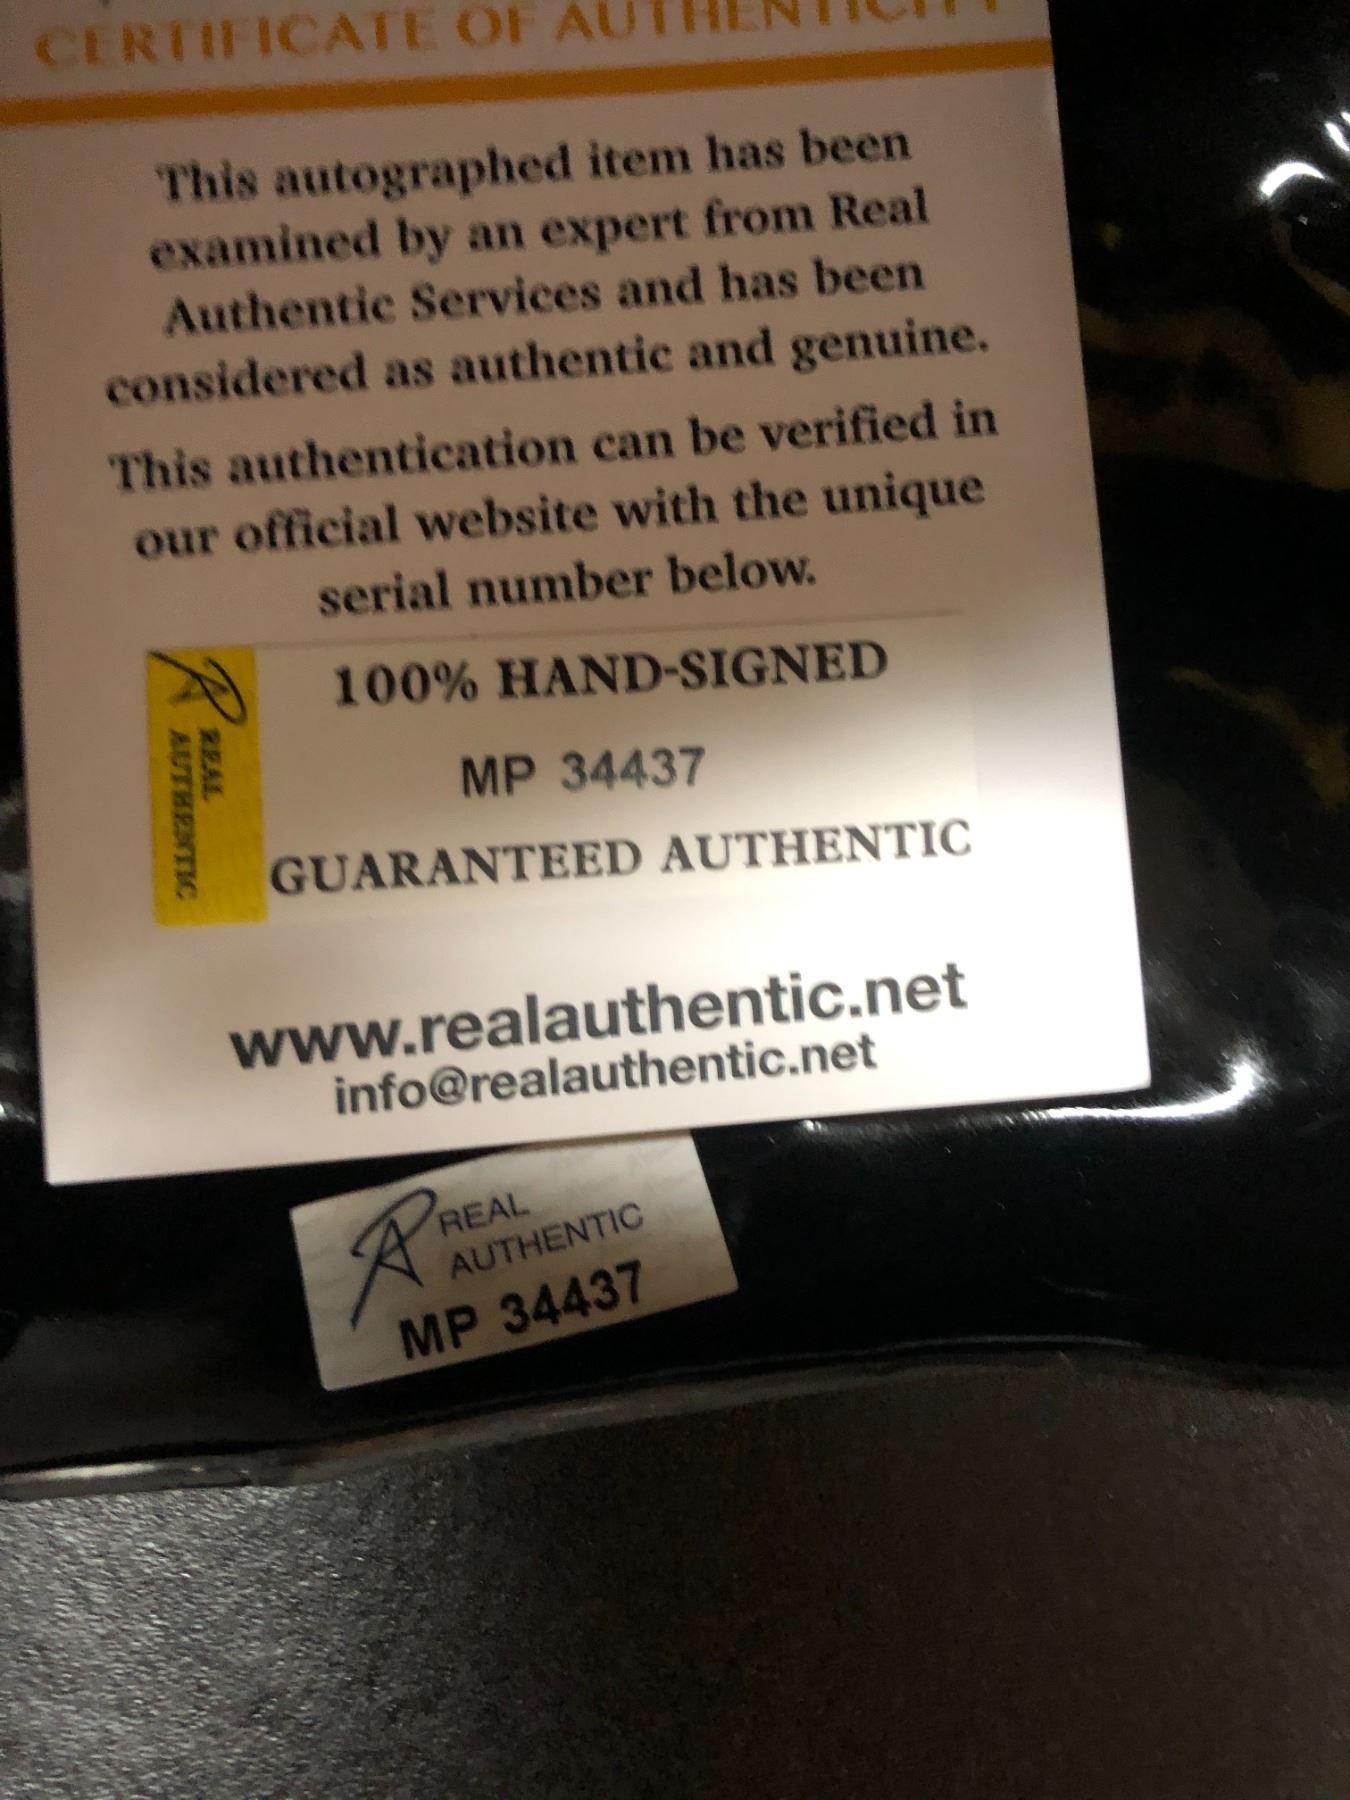 CERTIFICATE OF AUTHENTICITY
This autographed item has been
examined by an expert from Real
Authentic Services and has been
considered as authentic and genuine.
This authentication can be verified in
our official website with the unique
serial number below.
REAL
AUTHENTIC
100% HAND-SIGNED
MP 34437
GUARANTEED AUTHENTIC
www.realauthentic.net
info@realauthentic.net
REAL
AUTHENTIC
MP 34437